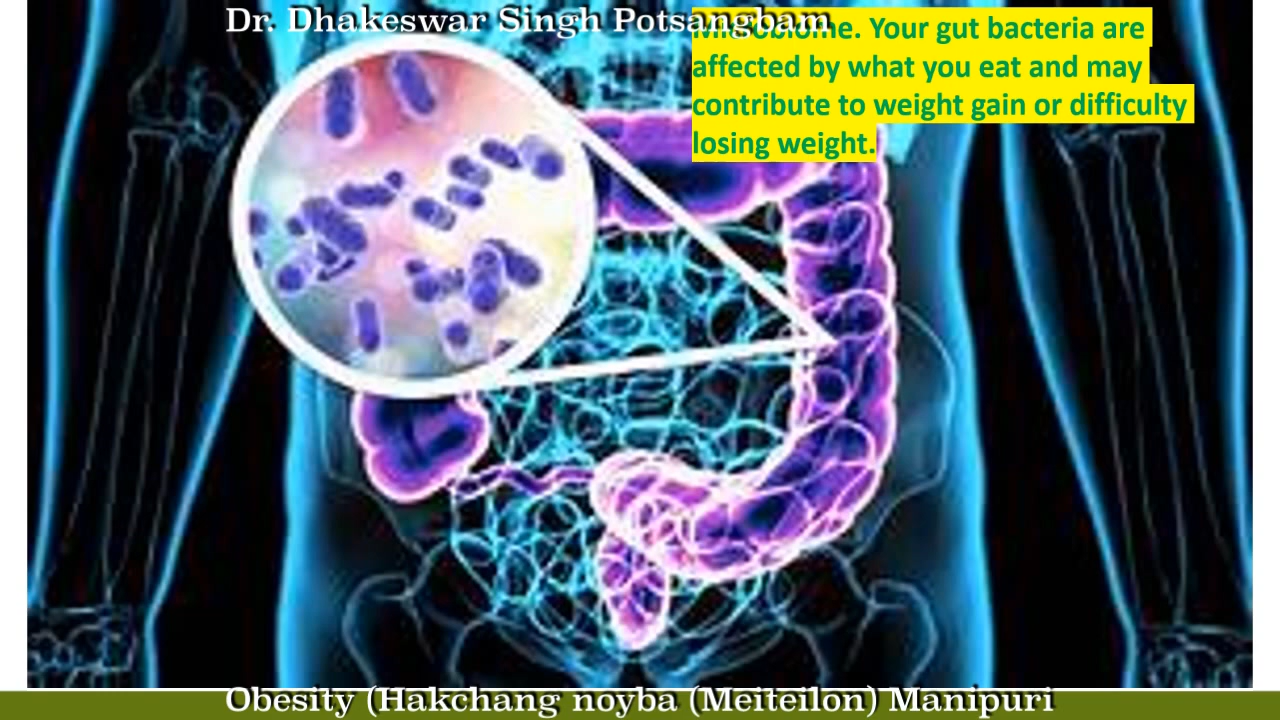 Dr. Dhakeswar Singh Potsangbam
Microbiome. Your gut bacteria are
affected by what you eat and may
contribute to weight gain or difficulty
losing weight.
Obesity (Hakchang noyba (Meiteilon) Manipuri